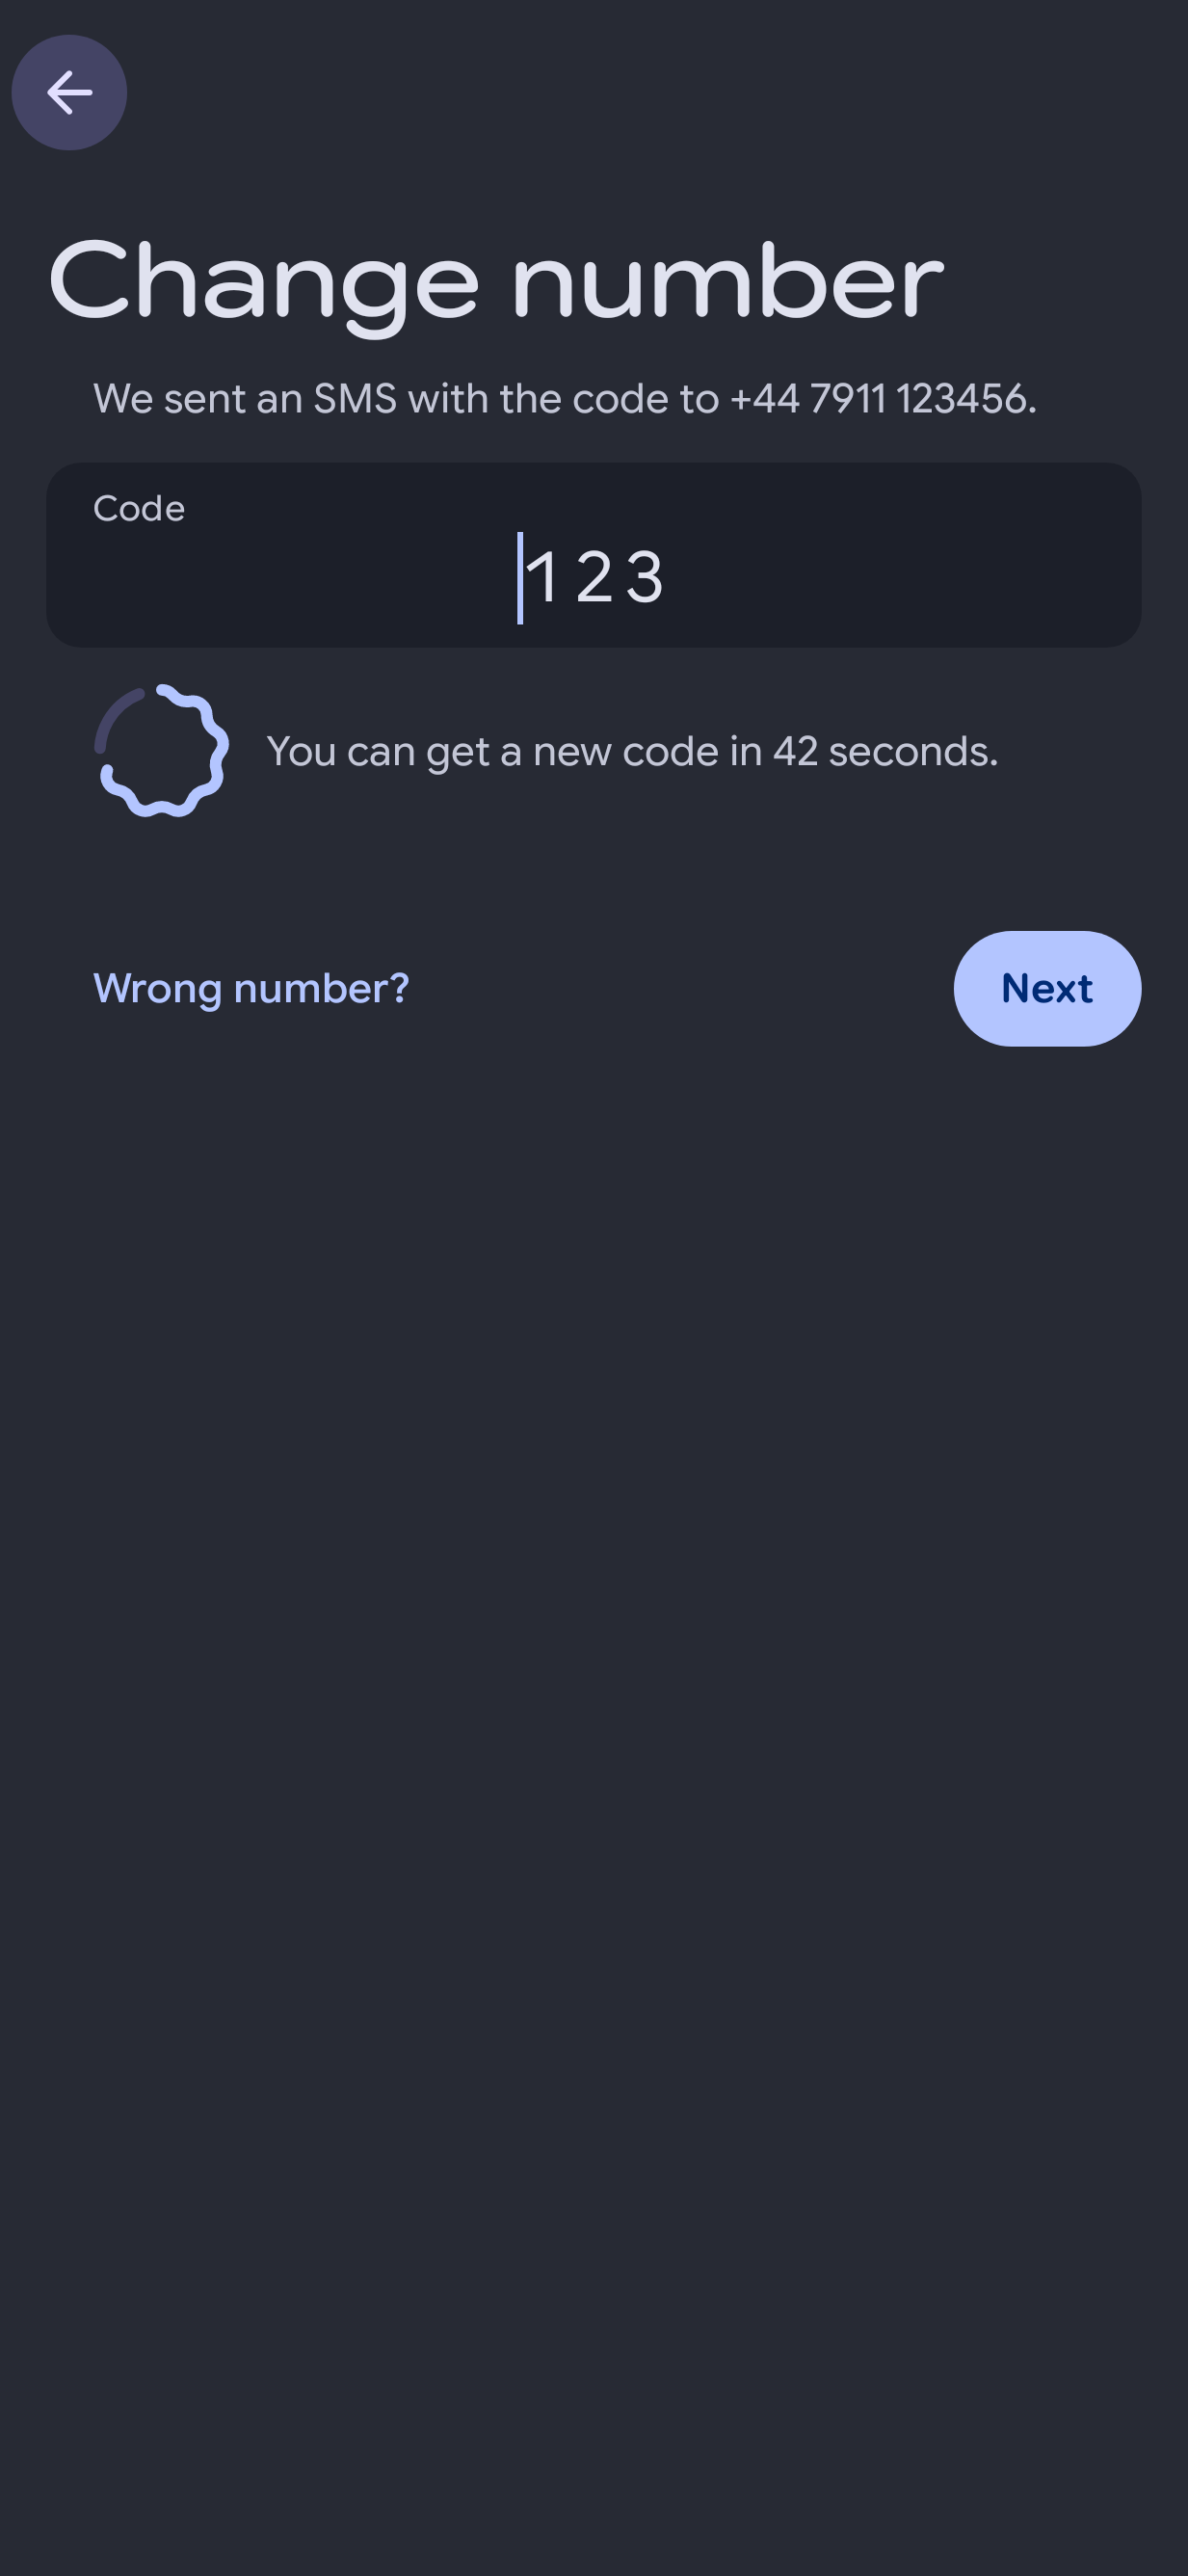 Change number
We sent an SMS with the code to +44 7911 123456.
Code
123
You can get a new code in 42 seconds.
Wrong number?
Next